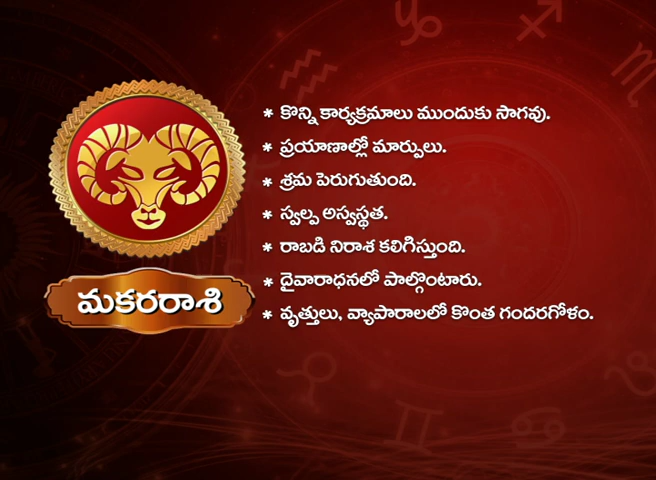 * కొన్ని కార్యక్రమాలు ముందుకు సాగవు.
* ప్రయాణాల్లో మార్పులు.
* శ్రమ పెరుగుతుంది.
* స్వల్ప అస్వస్థత.
* రాబడి నిరాశ కలిగిస్తుంది.
* దైవారాధనలో పాల్గొంటారు.
మకరరాశి
* వృత్తులు, వ్యాపారాలలో కొంత గందరగోళం.